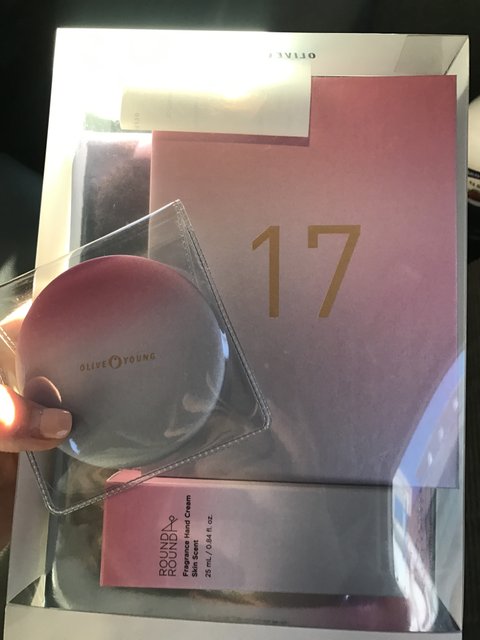 17
OLIVE YOUNG
ROUND A
ROUND
Fragrance Hand Cream
Skin Scent
25 mL / 0.84 fl. oz.